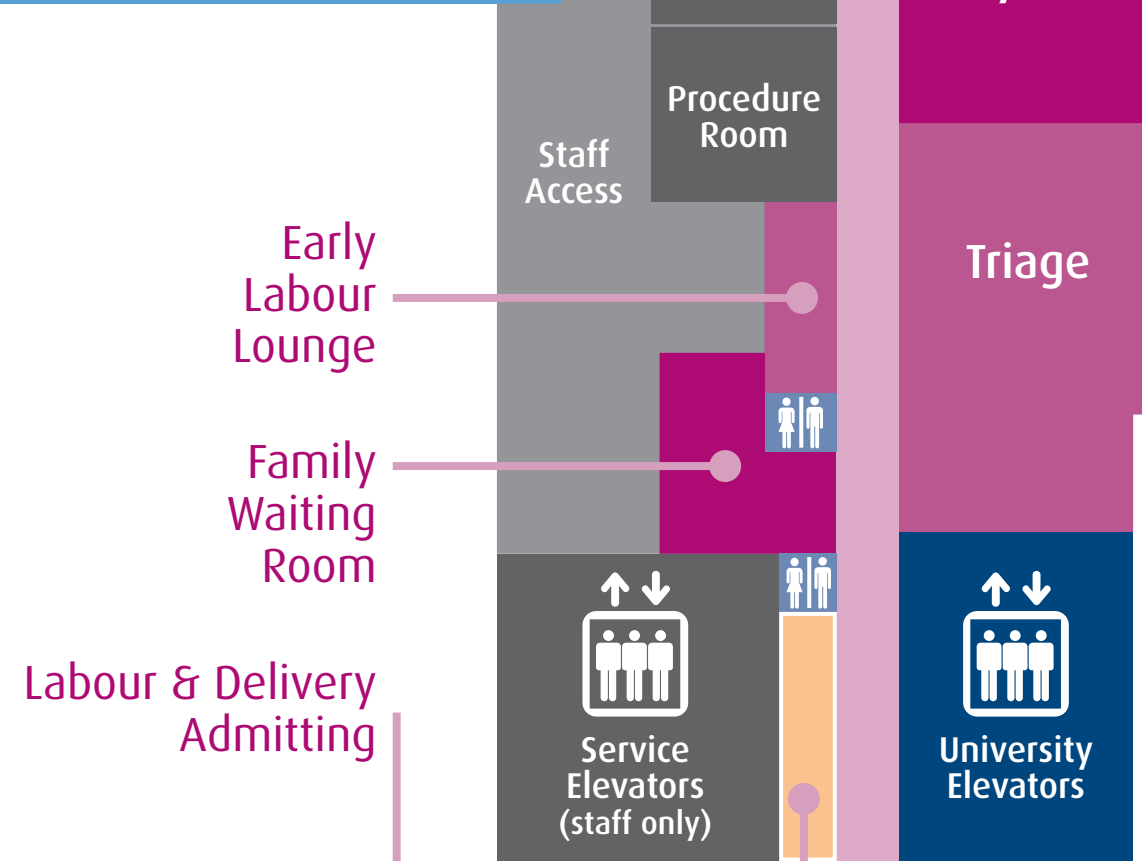 Procedure
Room
Staff
Access
Early
Labour
Lounge
Triage
Family
Waiting
Room
Labour & Delivery
Admitting
Service
Elevators
(staff only)
University
Elevators